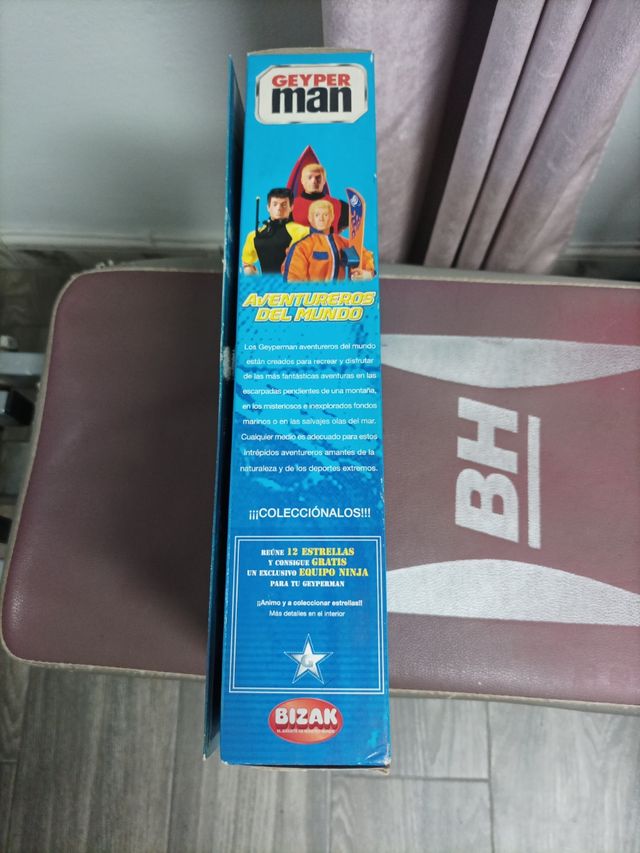 GEYPER
man
AVENTUREROS
DEL MUNDO
Los Geyperman aventureros del mundo
están creados para recrear y disfrutar
de las más fantásticas aventuras en las
escarpadas pendientes de una montaña,
en los misteriosos e inexplorados fondos
marinos o en las salvajes olas del mar.
Cualquier medio es adecuado para estos
intrépidos aventureros amantes de la
naturaleza y de los deportes extremos.
¡¡¡COLECCIÓNALOS!!!
REÚNE 12 ESTRELLAS
Y CONSIGUE GRATIS
UN EXCLUSIVO EQUIPO NINJA
PARA TU GEYPERMAN
¡¡Animo y a coleccionar estrellas!!
Más detalles en el interior
BIZAK
BH